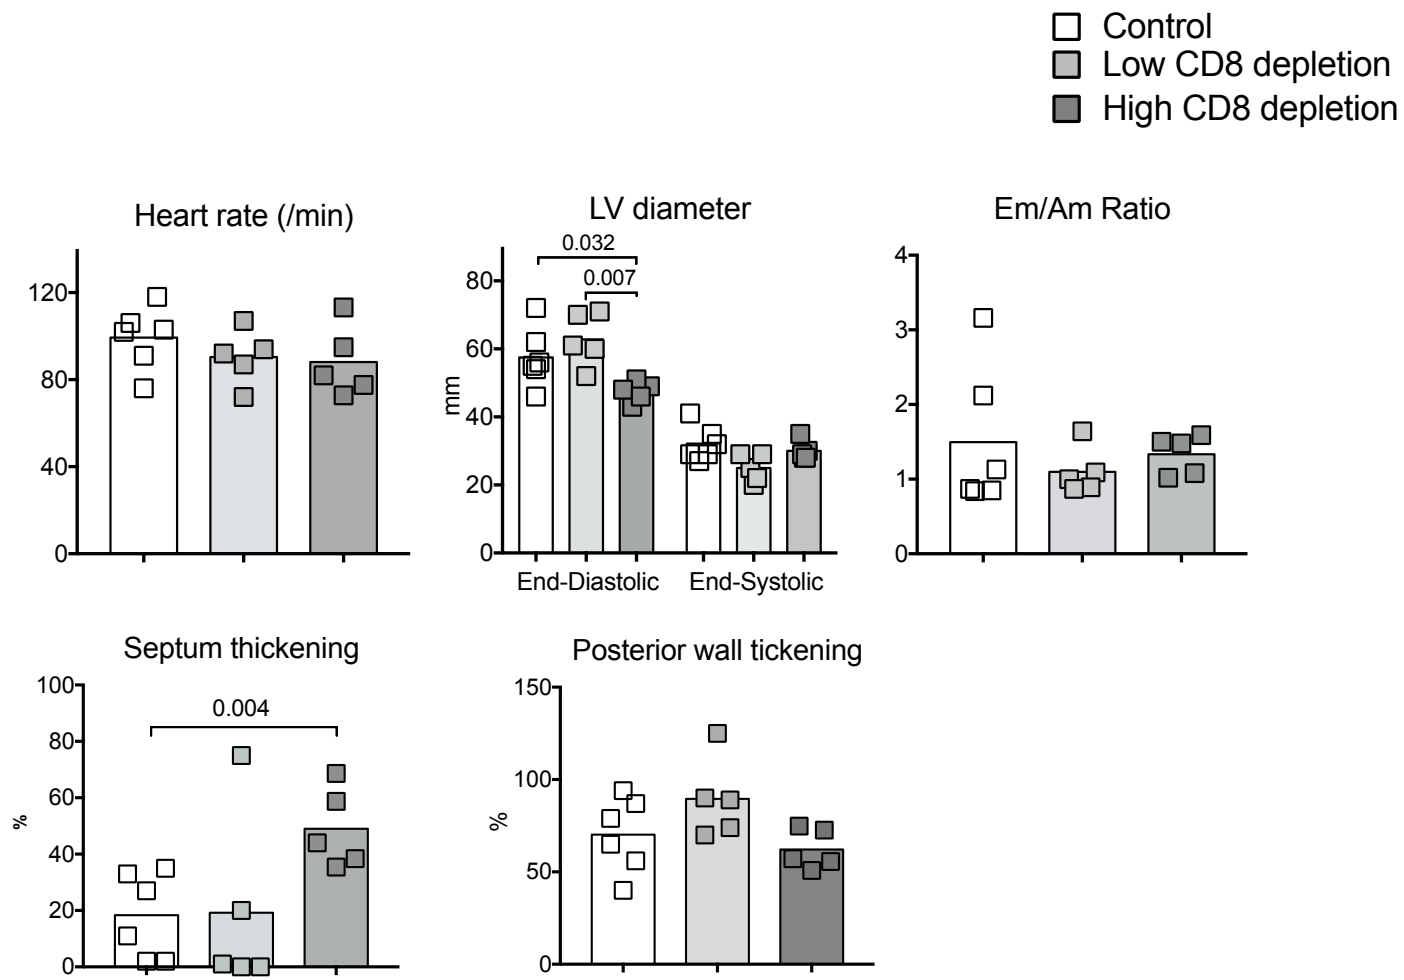 Control
Low CD8 depletion
High CD8 depletion
Heart rate (/min)
120
80
40
0
LV diameter
0.032
0.007
mm
80
60
40
20
0
End-Diastolic
End-Systolic
Em/Am Ratio
4
3
2
1
0
Septum thickening
0.004
%
100
80
60
40
20
0
Posterior wall tickening
%
150
100
50
0